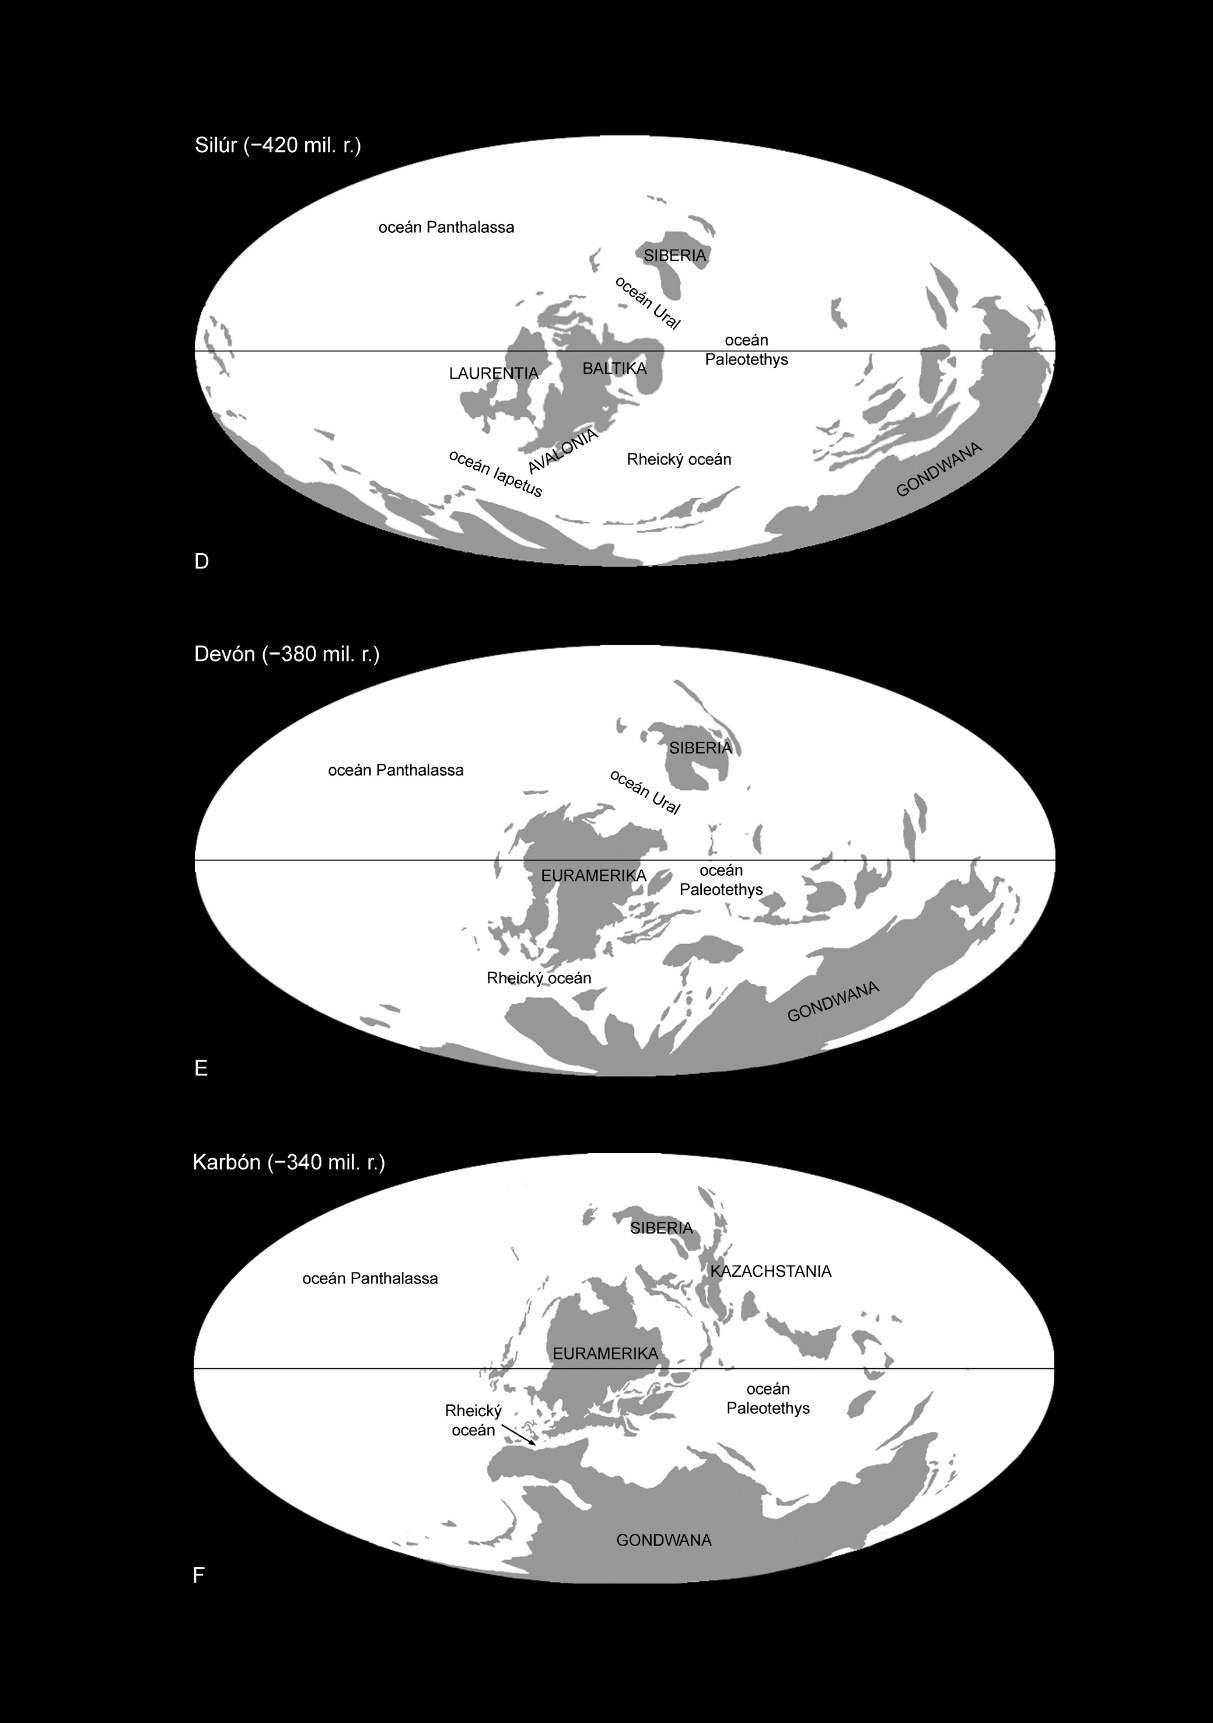 Silúr (−420 mil. r.)
oceán Panthalassa
SIBERIA
oceán Ural
oceán
Paleotethys
LAURENTIA
BALTIKA
AVALONIA
oceán Iapetus
Rheický oceán
GONDWANA
D
Devón (−380 mil. r.)
SIBERIA
oceán Panthalassa
oceán Ural
EURAMERIKA
oceán
Paleotethys
Rheický oceán
GONDWANA
E
Karbón (−340 mil. r.)
SIBERIA
KAZACHSTANIA
oceán Panthalassa
EURAMERIKA
oceán
Paleotethys
Rheický
oceán
GONDWANA
F